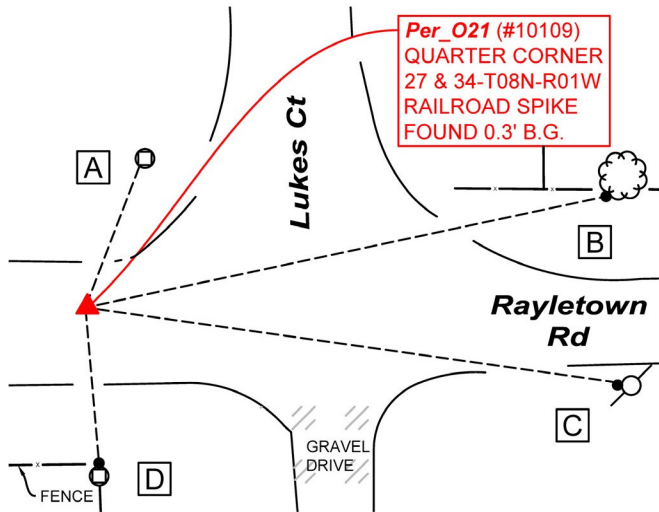 Per_O21 (#10109)
QUARTER CORNER
27 & 34-T08N-R01W
RAILROAD SPIKE
FOUND 0.3' B.G.
Lukes Ct
A
B
Rayletown
Rd
C
GRAVEL
DRIVE
D
FENCE